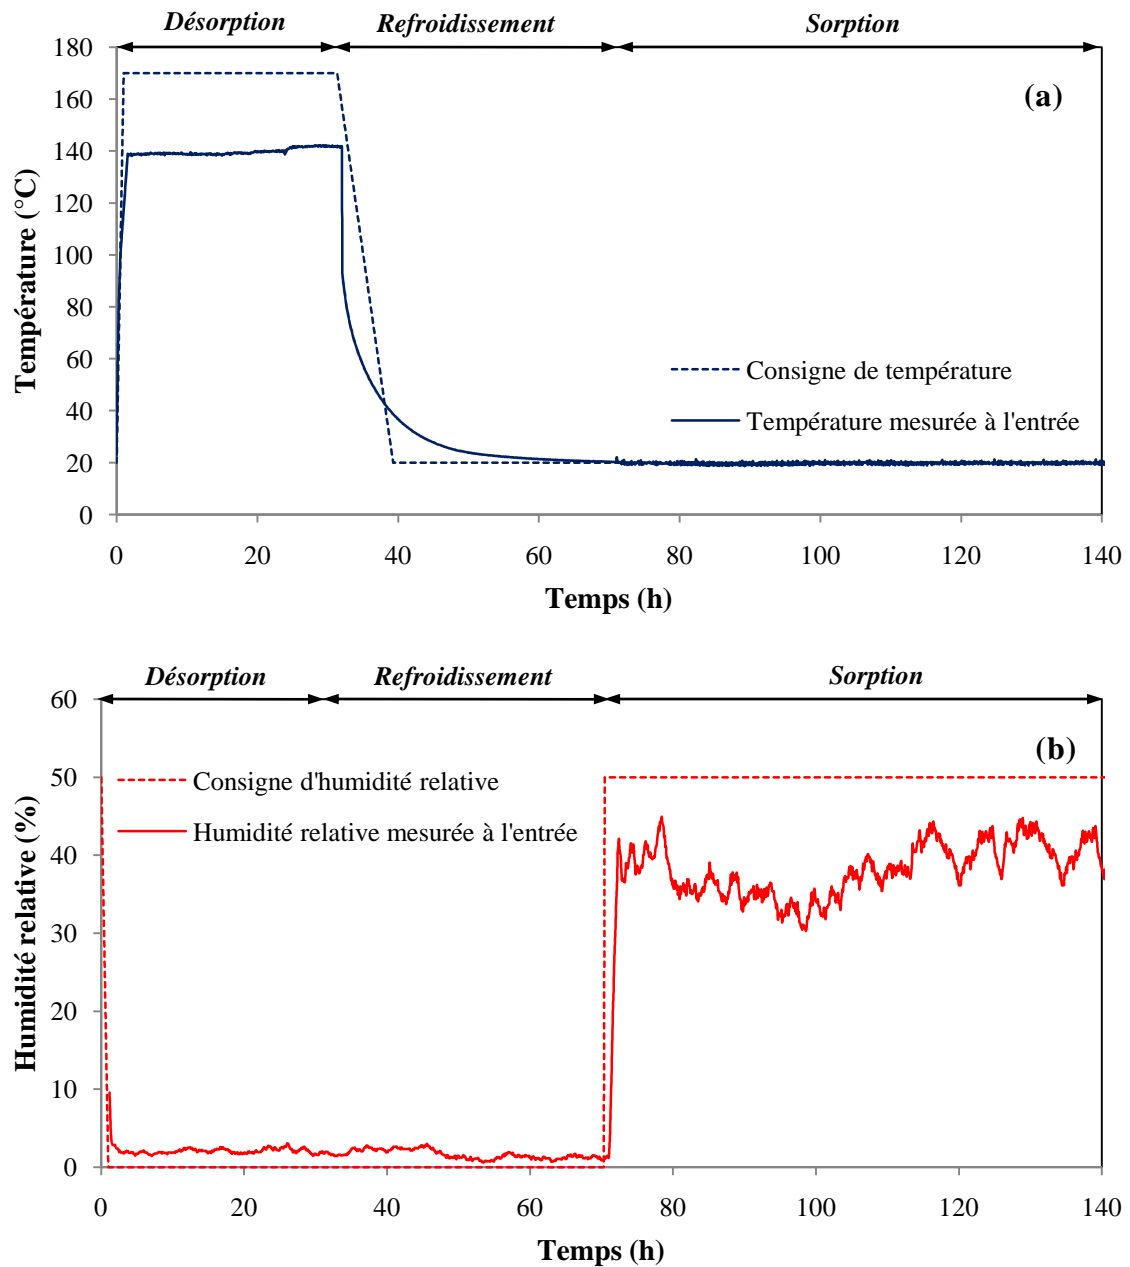 Désorption Refroidissement Sorption
180
(a)
160
140
120
100
80
60
40
20
0
Température (°C)
Consigne de température
Température mesurée à l'entrée
0 20 40 60 80 100 120 140
Temps (h)
Désorption Refroidissement Sorption
60
(b)
50
40
30
20
10
0
Humidité relative (%)
Consigne d'humidité relative
Humidité relative mesurée à l'entrée
0 20 40 60 80 100 120 140
Temps (h)